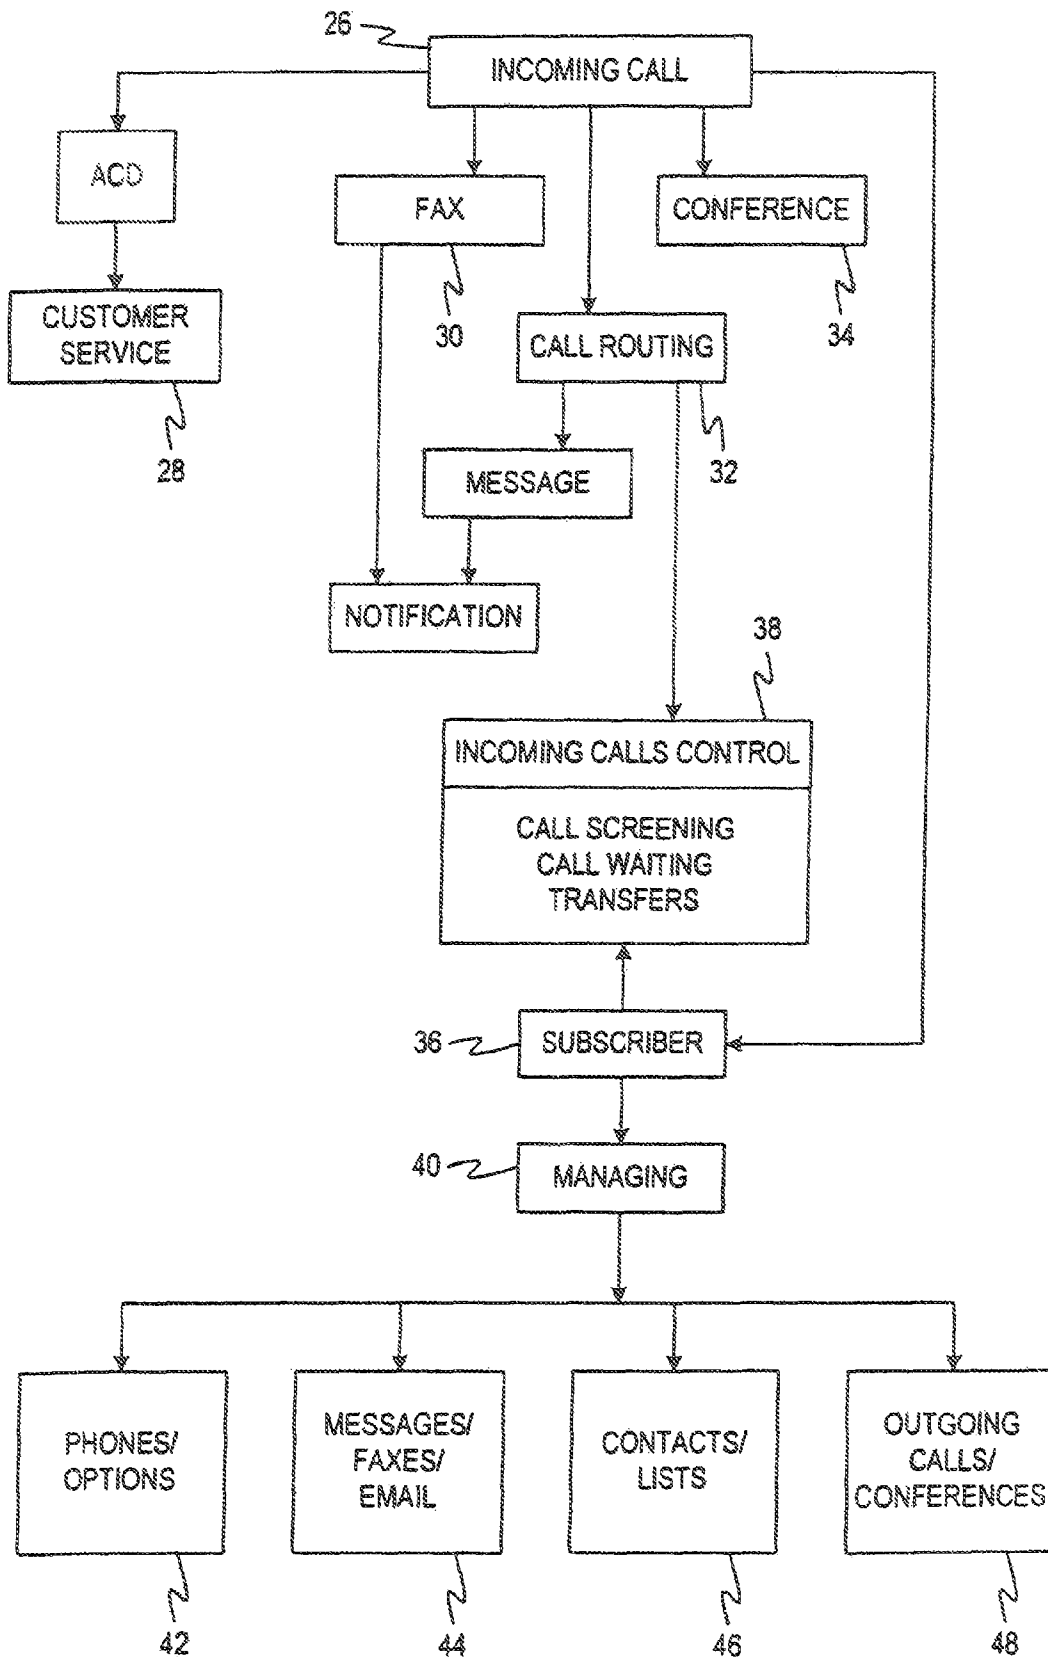 26
INCOMING CALL
ACD
FAX
CONFERENCE
CUSTOMER
SERVICE
30
CALL ROUTING
34
28
MESSAGE
32
NOTIFICATION
38
INCOMING CALLS CONTROL
CALL SCREENING
CALL WAITING
TRANSFERS
36
SUBSCRIBER
40
MANAGING
PHONES/
OPTIONS
MESSAGES/
FAXES/
EMAIL
CONTACTS/
LISTS
OUTGOING
CALLS/
CONFERENCES
42
44
46
48